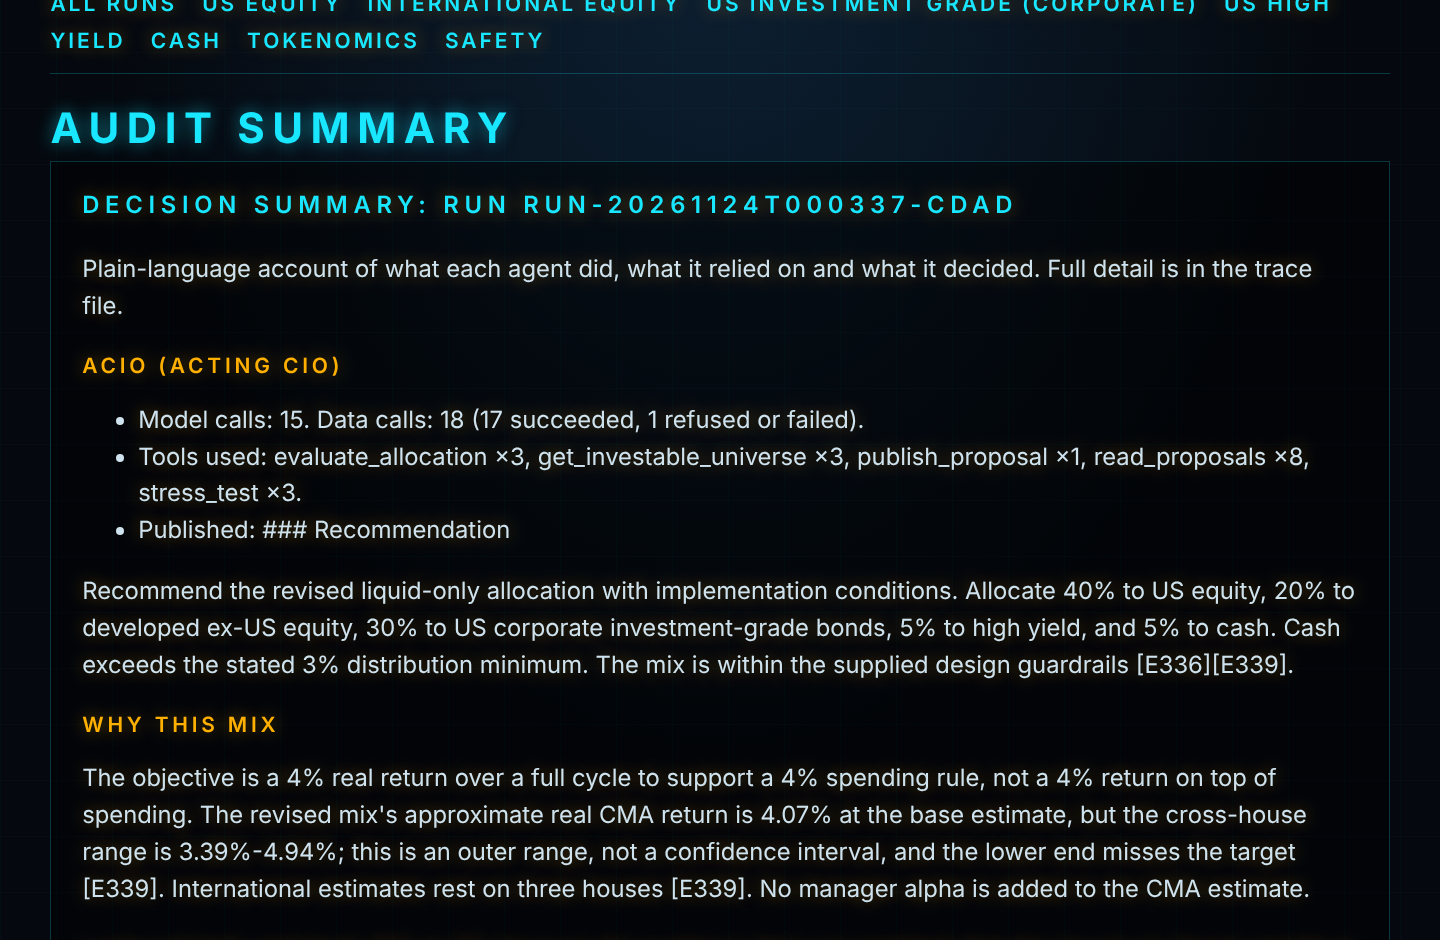 ALL RUNS US EQUITY INTERNATIONAL EQUITY US INVESTMENT GRADE (CORPORATE) US HIGH
YIELD CASH TOKENOMICS SAFETY
AUDIT SUMMARY
DECISION SUMMARY: RUN RUN-20261124T000337-CDAD
Plain-language account of what each agent did, what it relied on and what it decided. Full detail is in the trace
file.
ACIO (ACTING CIO)
• Model calls: 15. Data calls: 18 (17 succeeded, 1 refused or failed).
• Tools used: evaluate_allocation ×3, get_investable_universe ×3, publish_proposal ×1, read_proposals ×8,
stress_test ×3.
• Published: ### Recommendation
Recommend the revised liquid-only allocation with implementation conditions. Allocate 40% to US equity, 20% to
developed ex-US equity, 30% to US corporate investment-grade bonds, 5% to high yield, and 5% to cash. Cash
exceeds the stated 3% distribution minimum. The mix is within the supplied design guardrails [E336][E339].
WHY THIS MIX
The objective is a 4% real return over a full cycle to support a 4% spending rule, not a 4% return on top of
spending. The revised mix's approximate real CMA return is 4.07% at the base estimate, but the cross-house
range is 3.39%-4.94%; this is an outer range, not a confidence interval, and the lower end misses the target
[E339]. International estimates rest on three houses [E339]. No manager alpha is added to the CMA estimate.